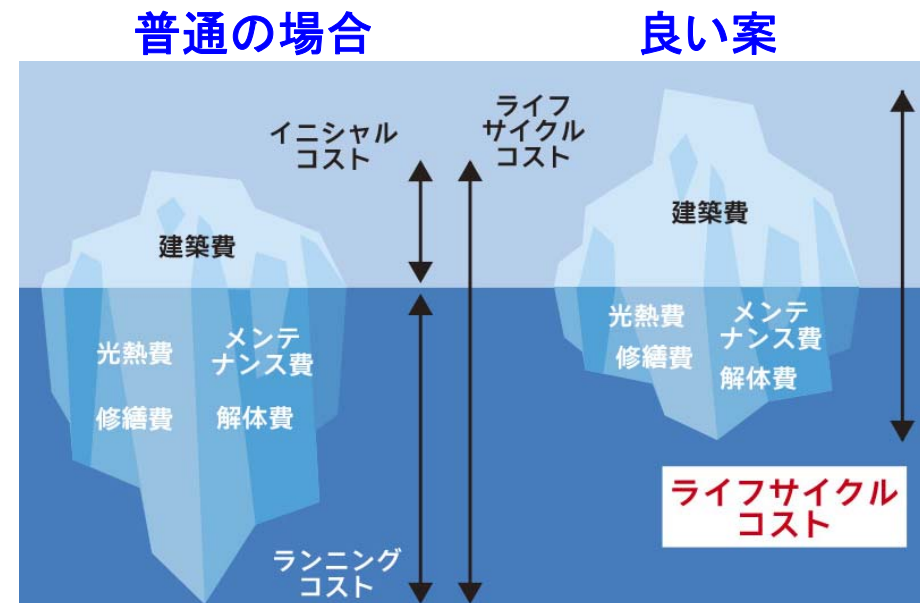 普通の場合
良い案
イニシャル
コスト
ライフ
サイクル
コスト
建築費
建築費
光熱費
メンテ
ナンス費
修繕費
解体費
光熱費
メンテ
ナンス費
修繕費
解体費
ライフサイクル
コスト
ランニング
コスト